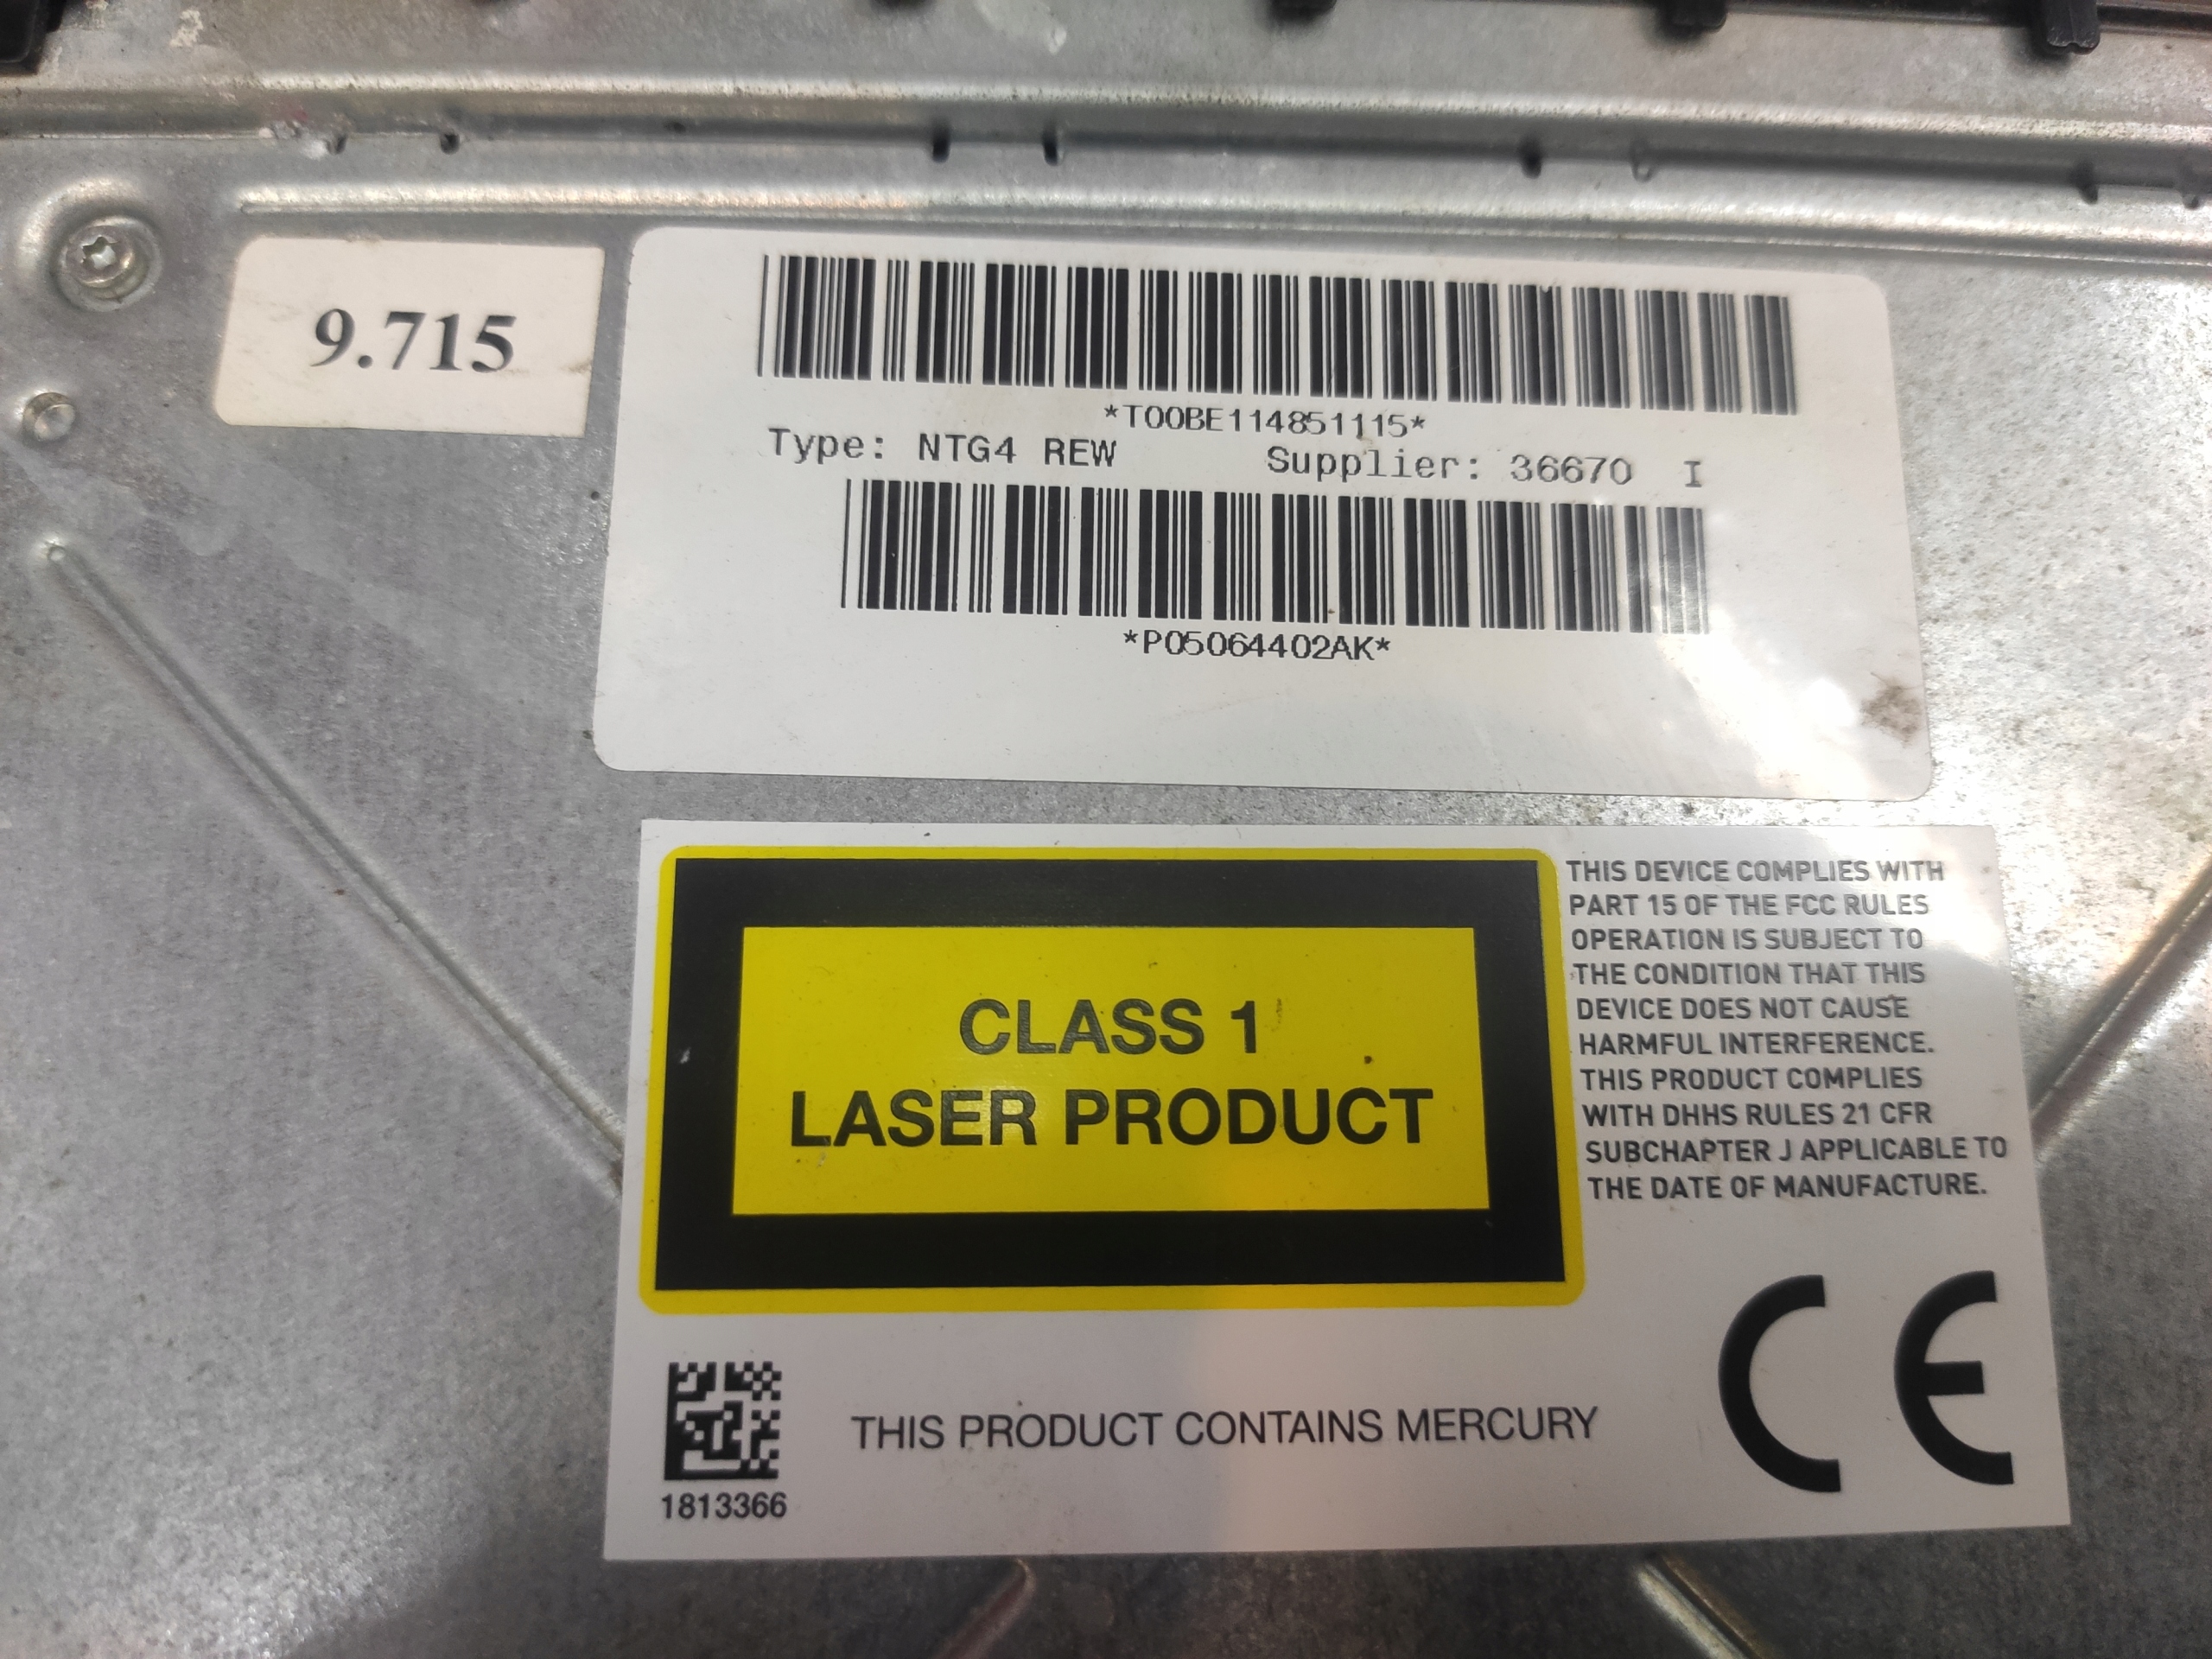 9.715
*T00BE114851115*
Type: NTG4 REW Supplier: 36670 I
*P05064402AK*
CLASS 1
LASER PRODUCT
THIS DEVICE COMPLIES WITH
PART 15 OF THE FCC RULES
OPERATION IS SUBJECT TO
THE CONDITION THAT THIS
DEVICE DOES NOT CAUSE
HARMFUL INTERFERENCE.
THIS PRODUCT COMPLIES
WITH DHHS RULES 21 CFR
SUBCHAPTER J APPLICABLE TO
THE DATE OF MANUFACTURE.
CE
THIS PRODUCT CONTAINS MERCURY
1813366